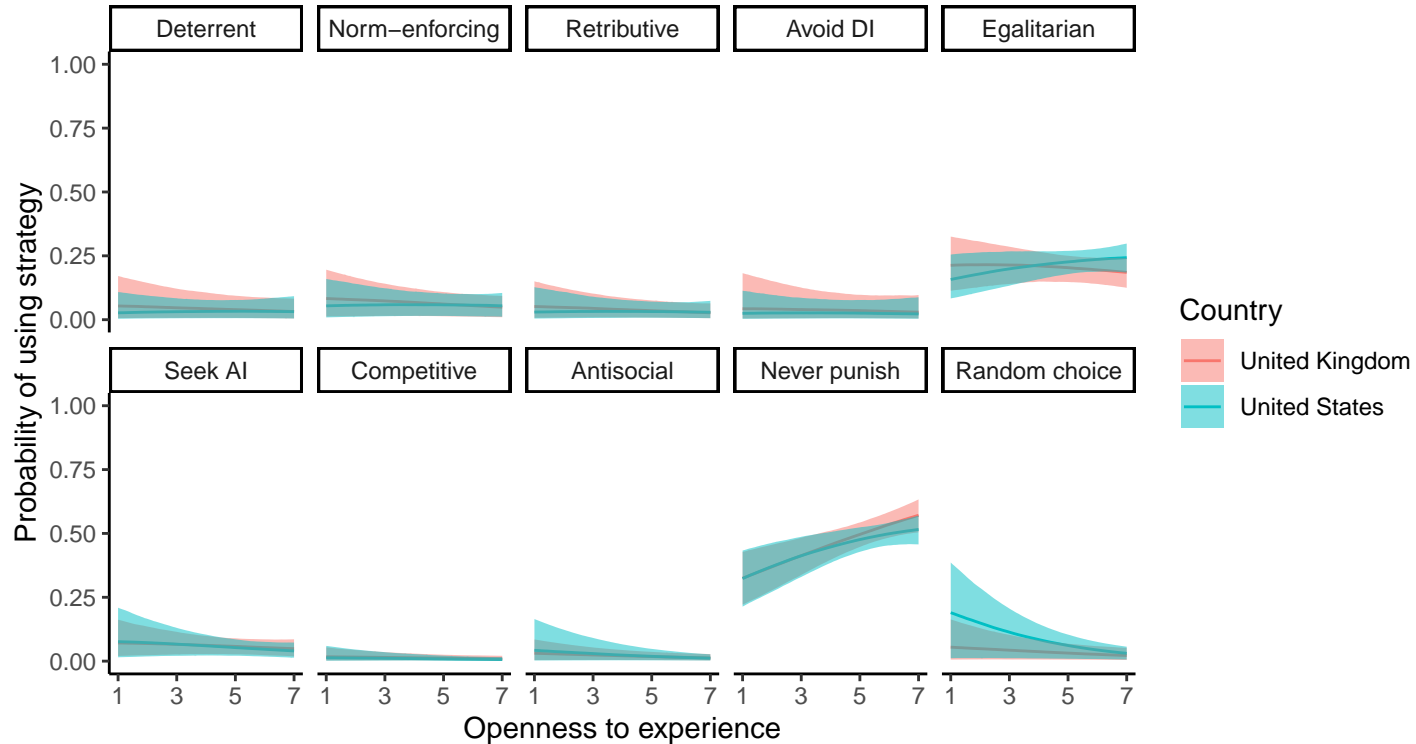 Deterrent
Norm−enforcing
Retributive
Avoid DI
Egalitarian
1.00
0.75
0.50
0.25
0.00
Seek AI
Competitive
Antisocial
Never punish
Random choice
1.00
0.75
0.50
0.25
0.00
1 3 5 7
1 3 5 7
1 3 5 7
1 3 5 7
1 3 5 7
Openness to experience
Probability of using strategy
Country
United Kingdom
United States